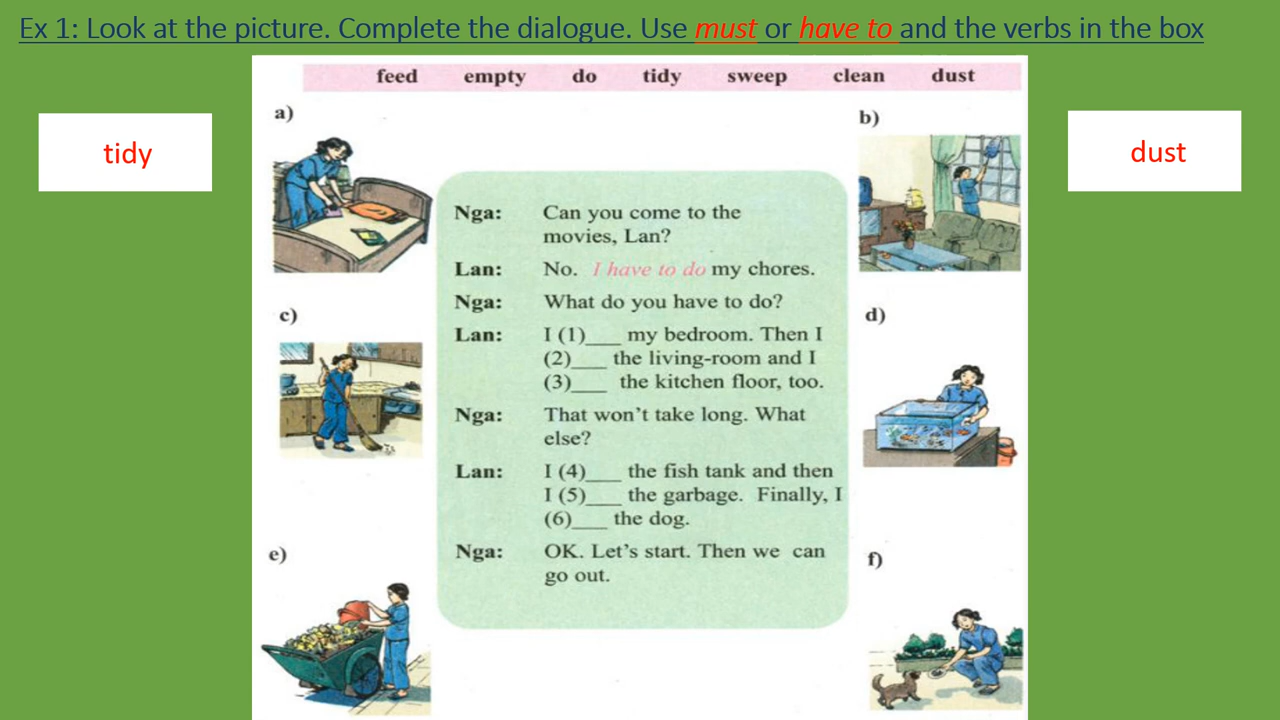 Ex 1: Look at the picture. Complete the dialogue. Use must or have to and the verbs in the box
feed empty do tidy sweep clean dust
a)
b)
tidy
dust
Nga: Can you come to the
movies, Lan?
Lan: No. I have to do my chores.
Nga: What do you have to do?
c)
d)
Lan: I (1)___ my bedroom. Then I
(2)___ the living-room and I
(3)___ the kitchen floor, too.
Nga: That won't take long. What
else?
Lan: I (4)___ the fish tank and then
I (5)___ the garbage. Finally, I
(6)___ the dog.
Nga: OK. Let's start. Then we can
go out.
e)
f)